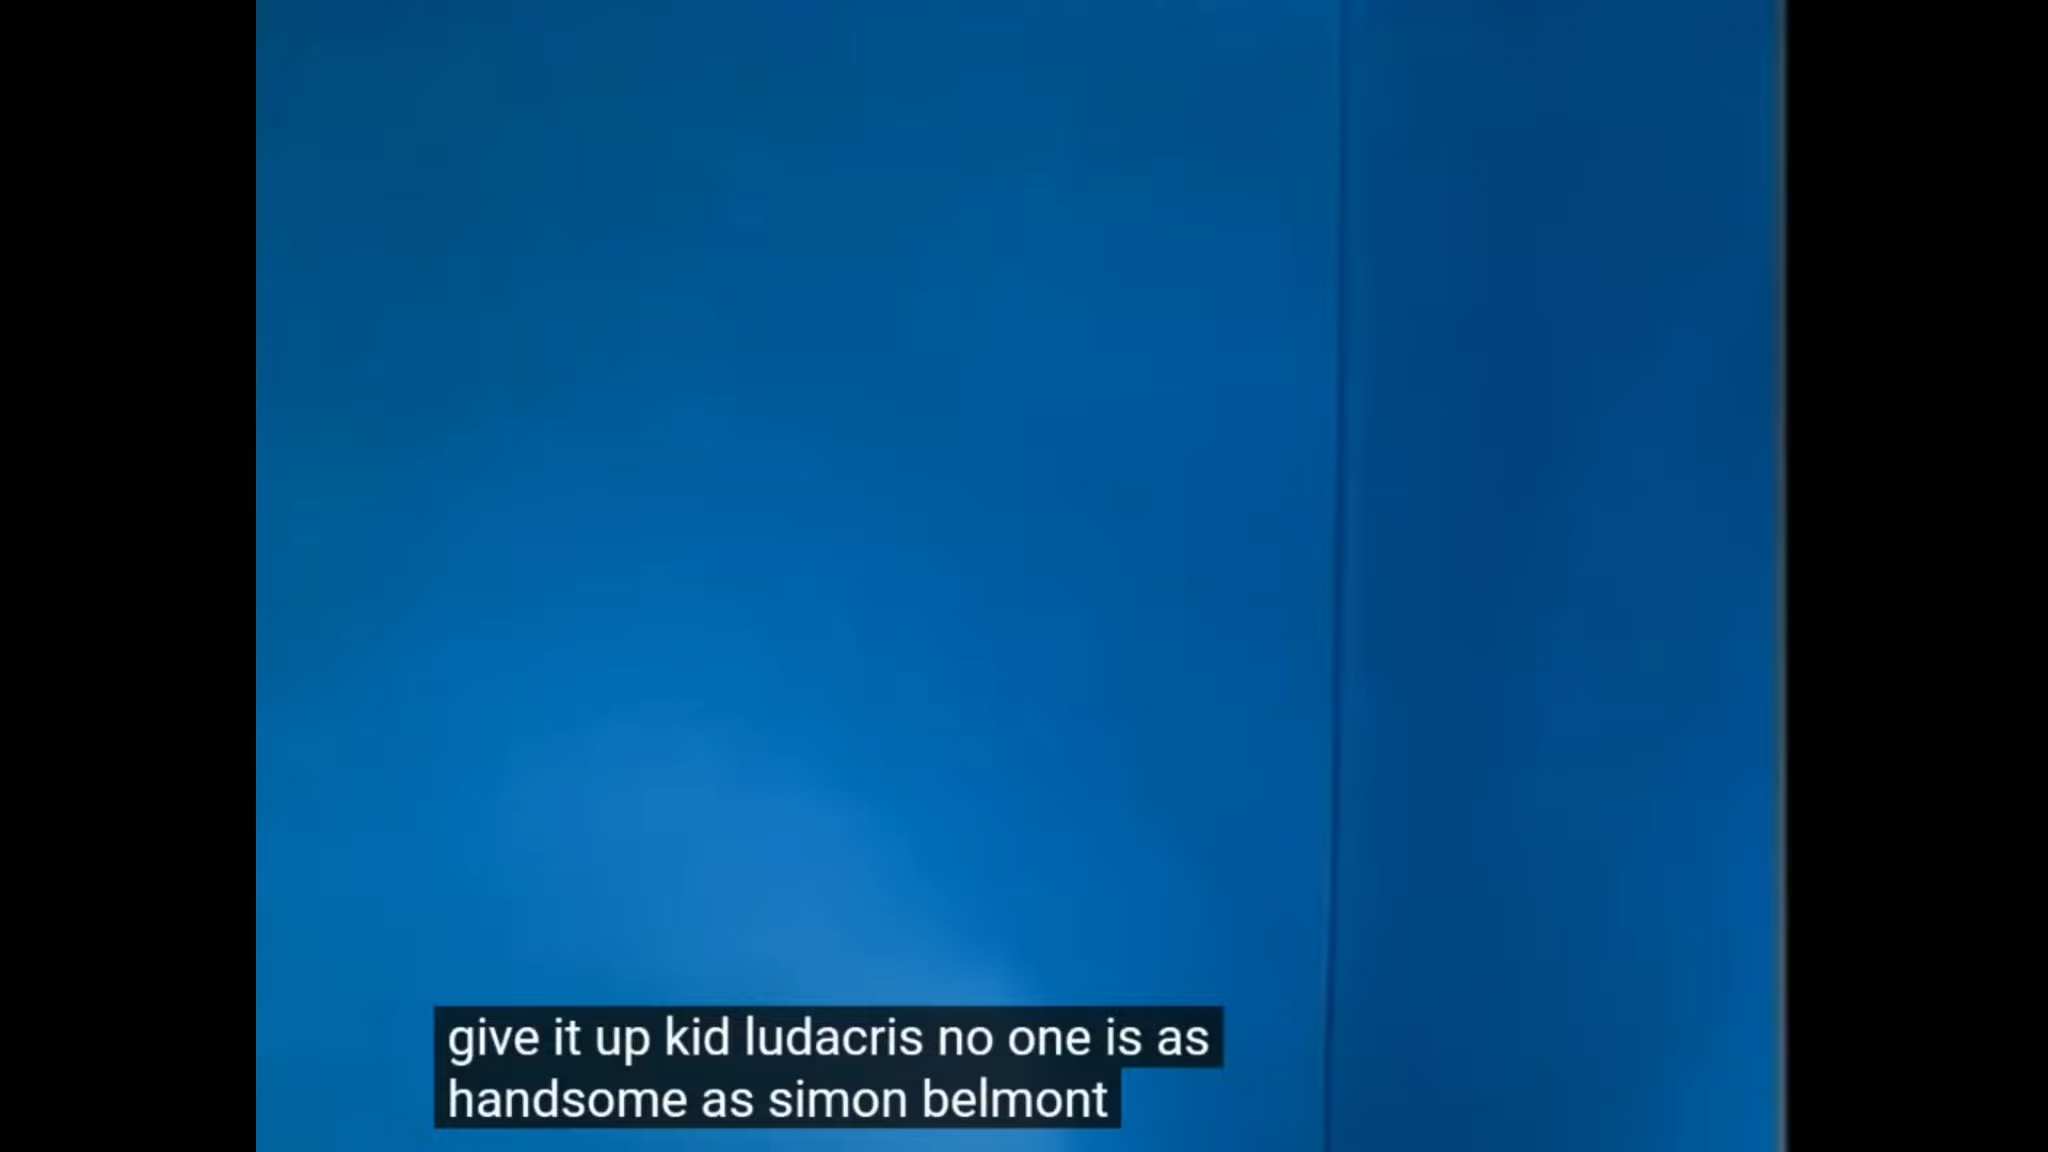 give it up kid ludacris no one is as
handsome as simon belmont